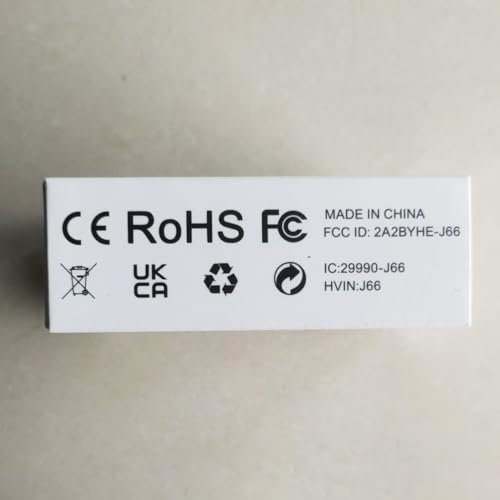 CE RoHS FC MADE IN CHINA
FCC ID: 2A2BYHE-J66
UK
CA
IC:29990-J66
HVIN:J66